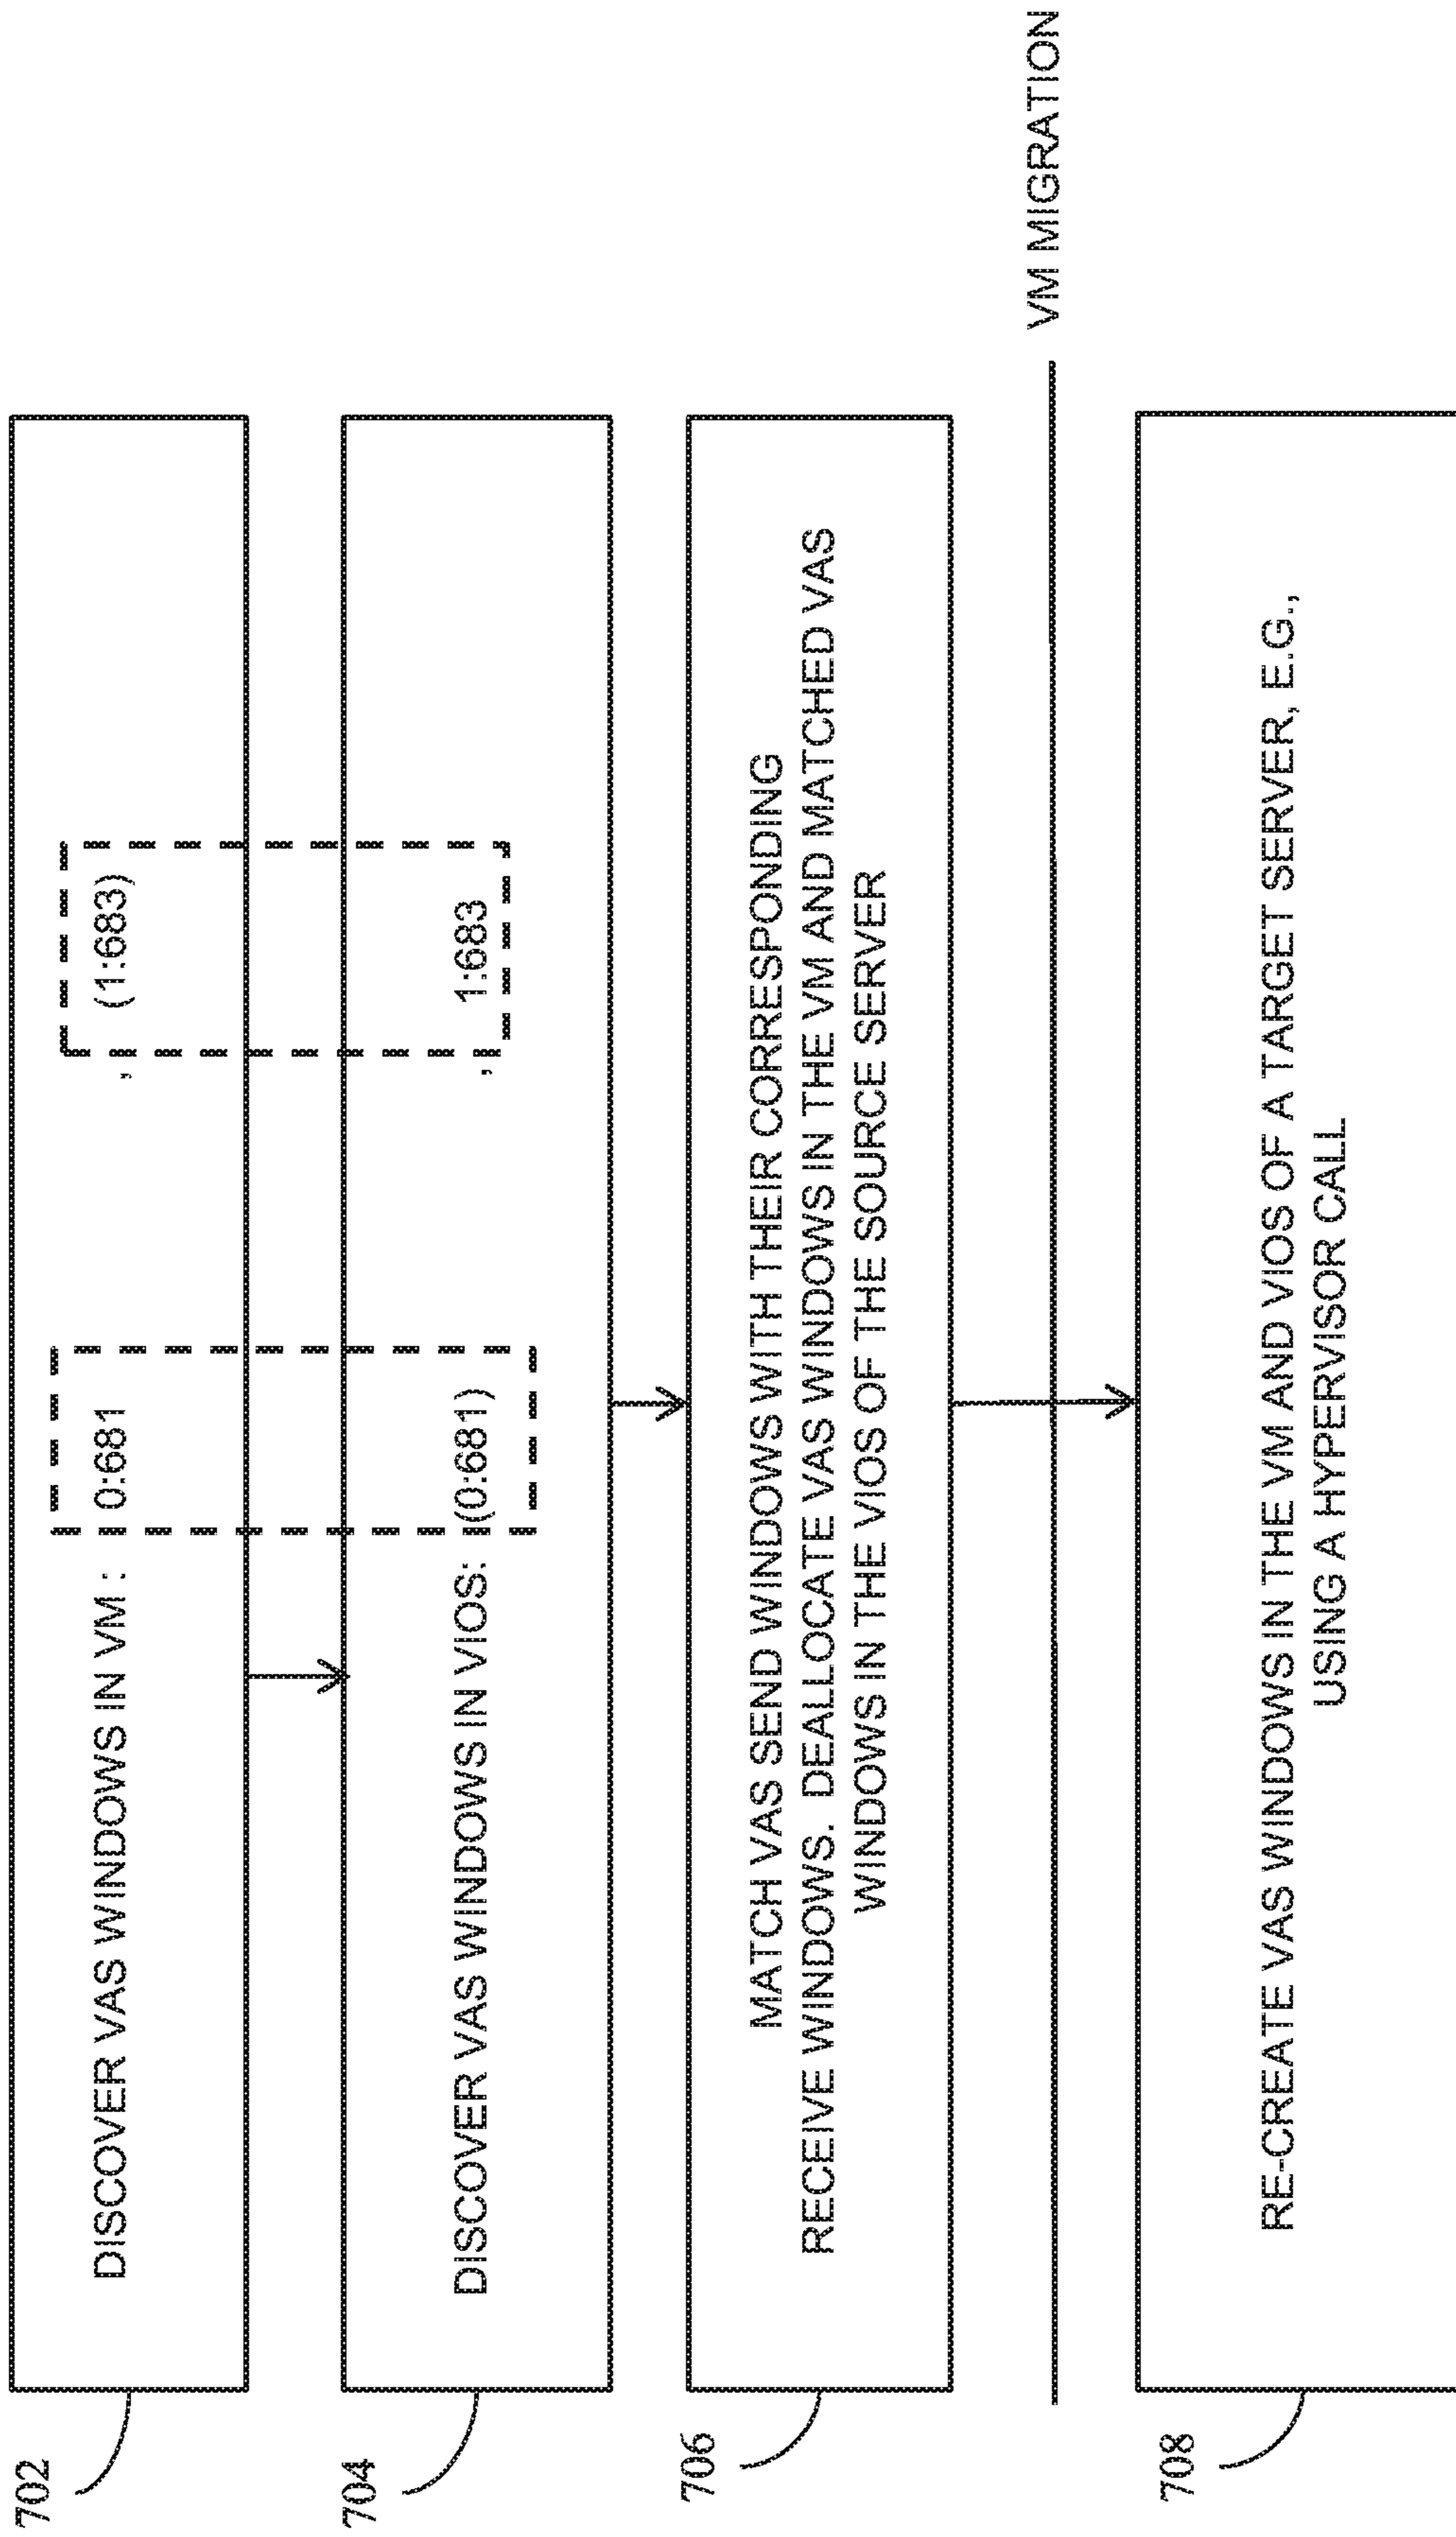 702
DISCOVER VAS WINDOWS IN VM : 0:681 , (1:683)
704
DISCOVER VAS WINDOWS IN VIOS: (0:681) , 1:683
706
MATCH VAS SEND WINDOWS WITH THEIR CORRESPONDING
RECEIVE WINDOWS. DEALLOCATE VAS WINDOWS IN THE VM AND MATCHED VAS
WINDOWS IN THE VIOS OF THE SOURCE SERVER
VM MIGRATION
708
RE-CREATE VAS WINDOWS IN THE VM AND VIOS OF A TARGET SERVER, E.G.,
USING A HYPERVISOR CALL